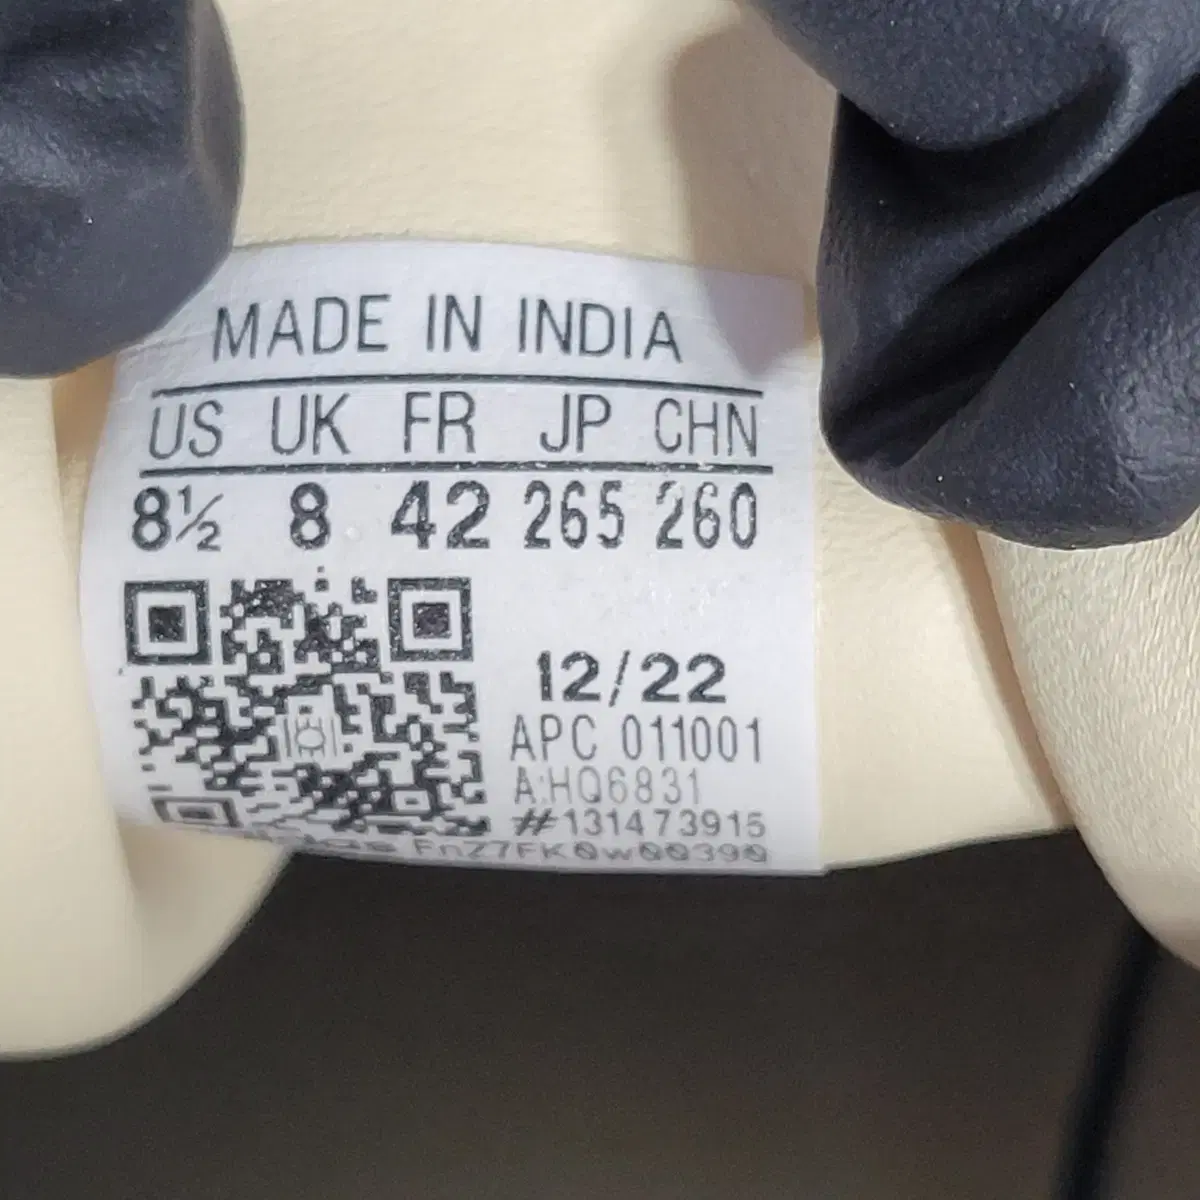 MADE IN INDIA
US UK FR JP CHN
8½ 8 42 265 260
12/22
APC 011001
A:HQ6831
#131473915
FnZ7FK0w00390